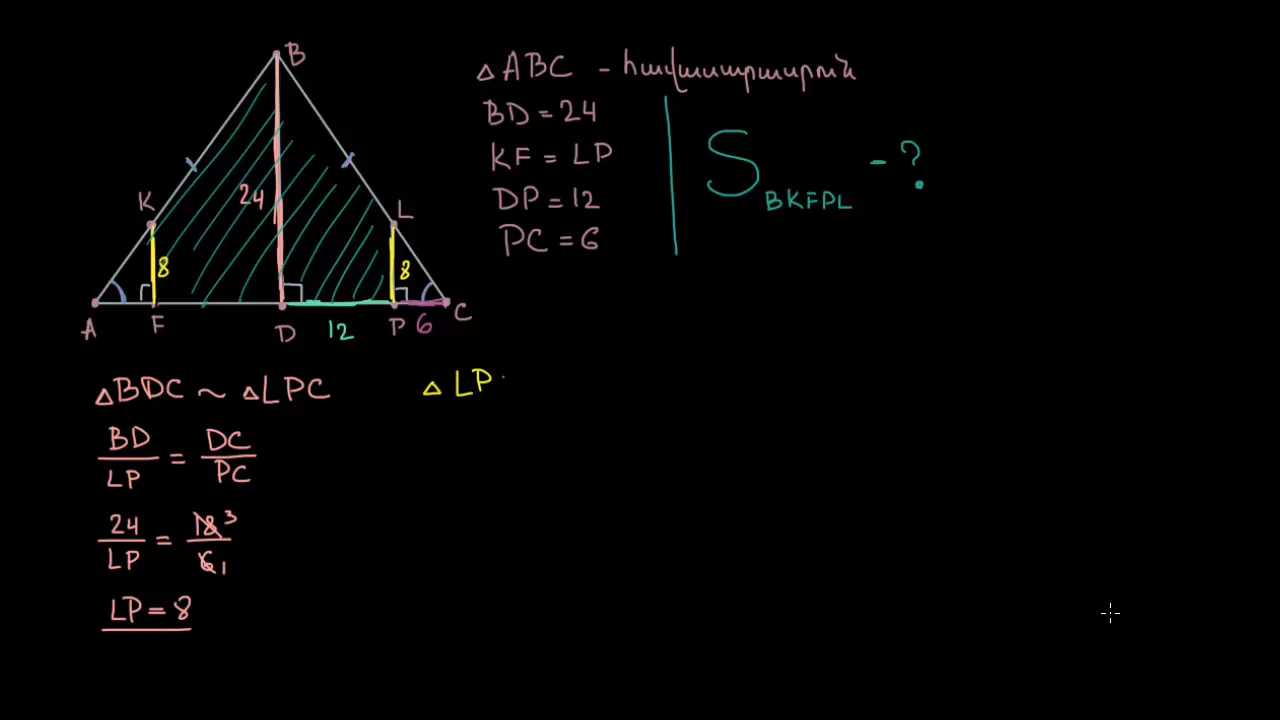 B
△ABC - հավասարասրուն
BD = 24
KF = LP
DP = 12
PC = 6
S BKFPL - ?
K
24
L
8
8
A
F
D
12
P
6
C
△BDC ~ △LPC
△LP
BD/LP = DC/PC
24/LP = 18 3/6 1
LP = 8